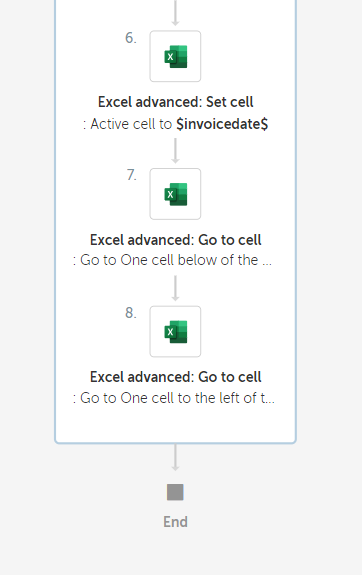 6.
Excel advanced: Set cell
: Active cell to $invoicedate$
7.
Excel advanced: Go to cell
: Go to One cell below of the ...
8.
Excel advanced: Go to cell
: Go to One cell to the left of t...
End